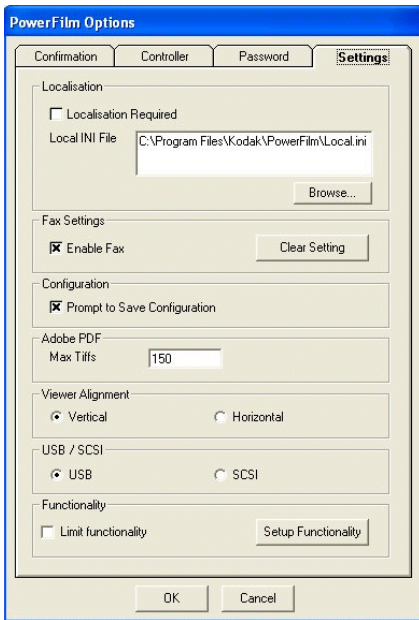 PowerFilm Options
Confirmation Controller Password Settings
Localisation
Localisation Required
Local INI File C:\Program Files\Kodak\PowerFilm\Local.ini
Browse...
Fax Settings
Enable Fax Clear Setting
Configuration
Prompt to Save Configuration
Adobe PDF
Max Tiffs 150
Viewer Alignment
Vertical Horizontal
USB / SCSI
USB SCSI
Functionality
Limit functionality Setup Functionality
OK Cancel